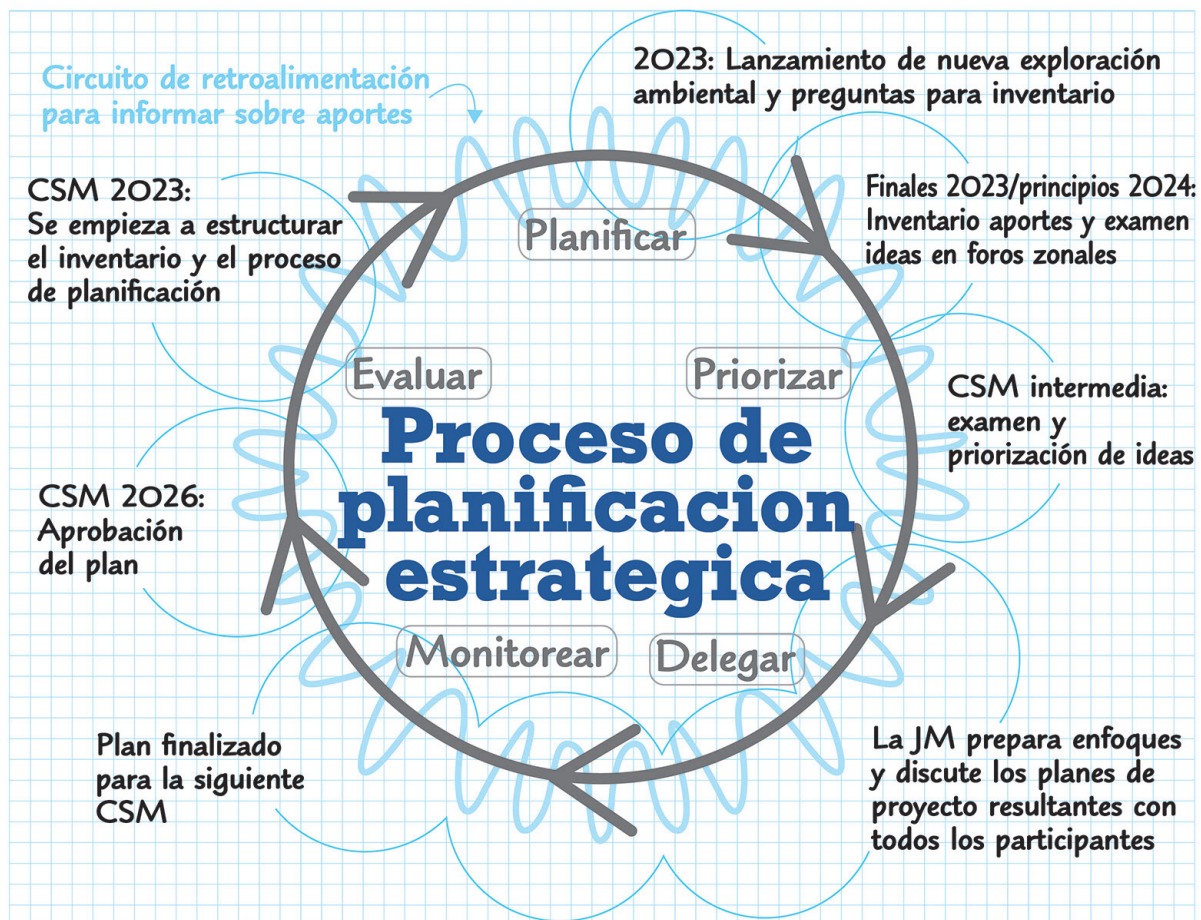 Circuito de retroalimentación
para informar sobre aportes
2023: Lanzamiento de nueva exploración
ambiental y preguntas para inventario
Finales 2023/principios 2024:
Inventario aportes y examen
ideas en foros zonales
CSM intermedia:
examen y
priorización de ideas
La JM prepara enfoques
y discute los planes de
proyecto resultantes con
todos los participantes
Plan finalizado
para la siguiente
CSM
CSM 2026:
Aprobación
del plan
CSM 2023:
Se empieza a estructurar
el inventario y el proceso
de planificación
Planificar
Priorizar
Delegar
Monitorear
Evaluar
Proceso de
planificacion
estrategica